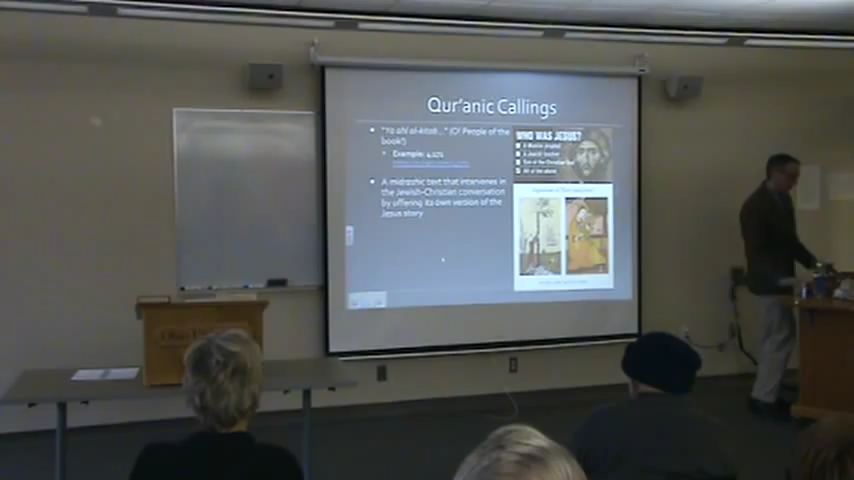 Qur'anic Callings
"Ya ahl al-kitab…" (O! People of the
book!)
Example: 4:171
A midrashic text that intervenes in
the Jewish-Christian conversation
by offering its own version of the
Jesus story
WHO WAS JESUS?
A Jewish teacher
All of the above